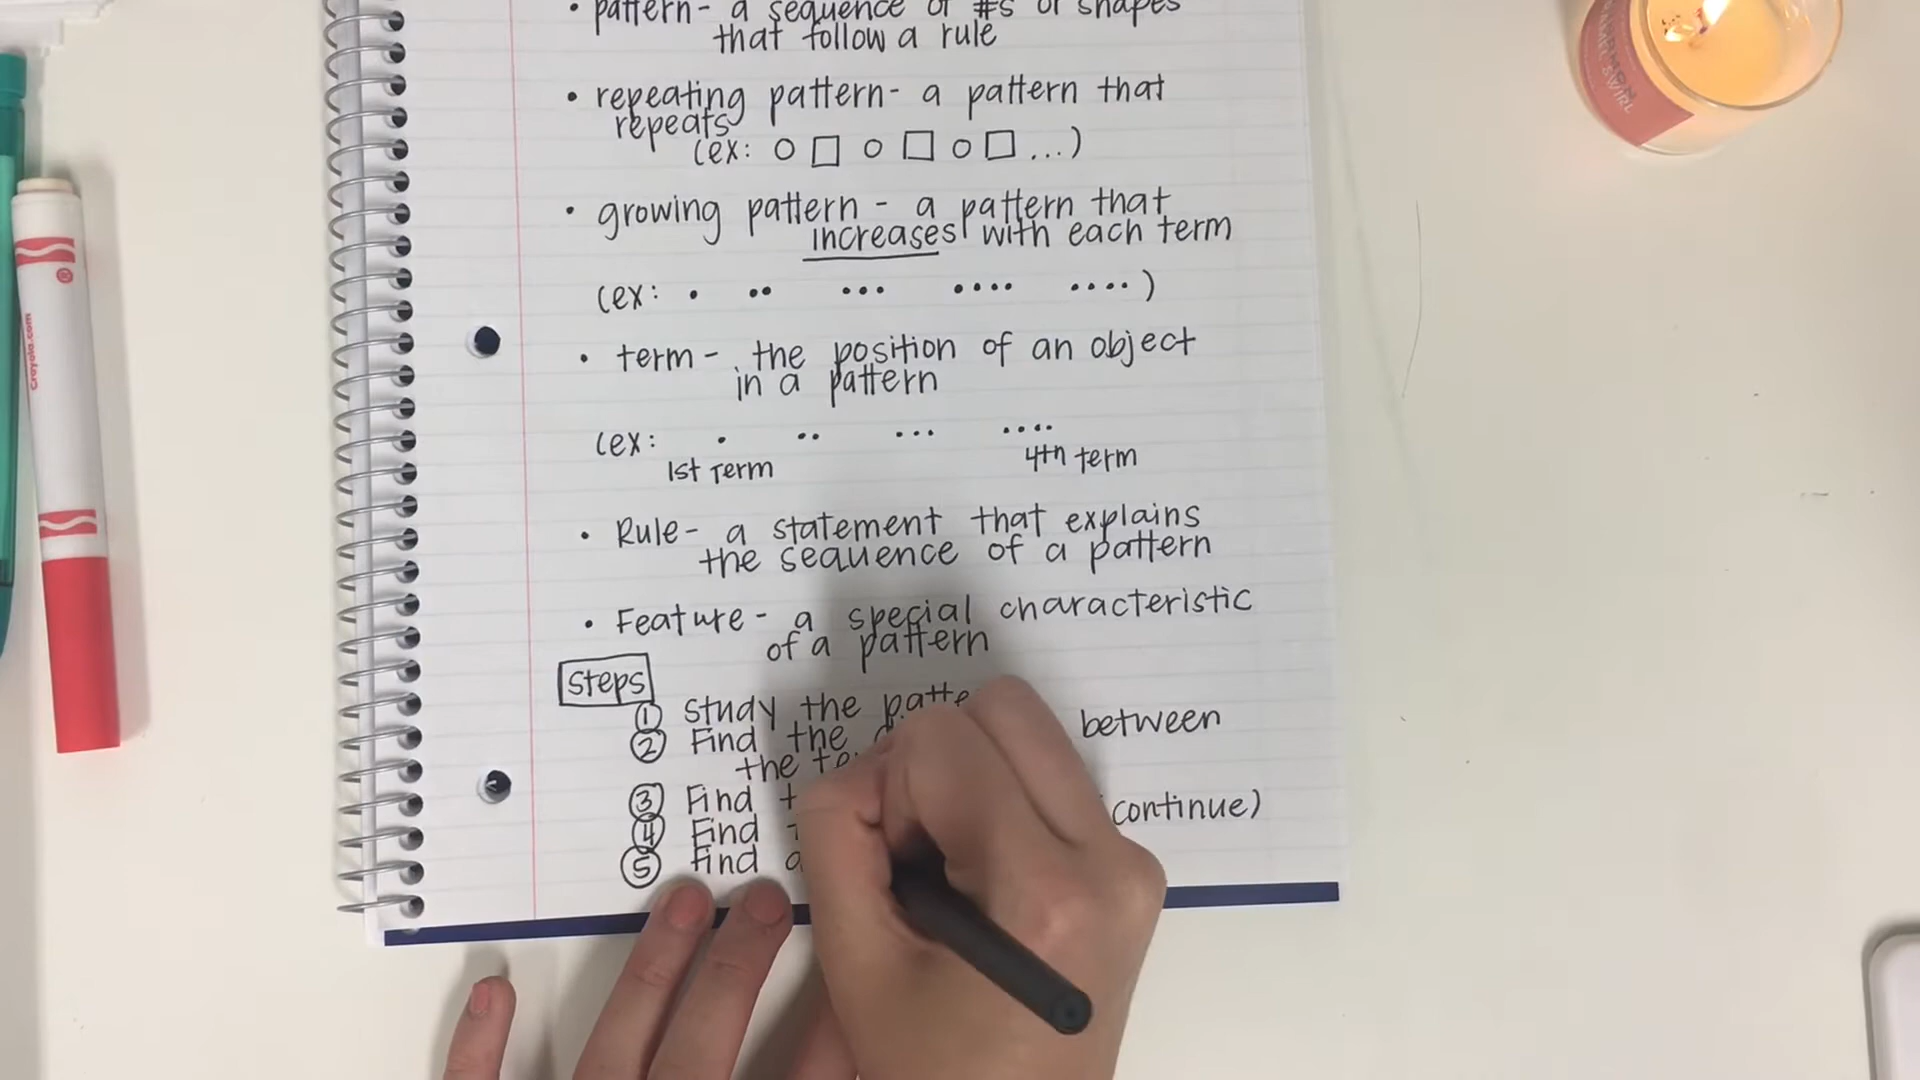 • pattern- a sequence of #s or shapes
that follow a rule
• repeating pattern- a pattern that
repeats
(ex: ○ □ ○ □ ○ □ ...)
• growing pattern - a pattern that
increases with each term
(ex: • •• ••• •••• •••• )
• term - the position of an object
in a pattern
(ex: • •• ••• ••••
1st Term 4th term
• Rule- a statement that explains
the sequence of a pattern
• Feature - a special characteristic
of a pattern
Steps
① Study the
② Find the between
the
③ Find
④ Find continue)
⑤ Find
Crayola.com
SWIRL